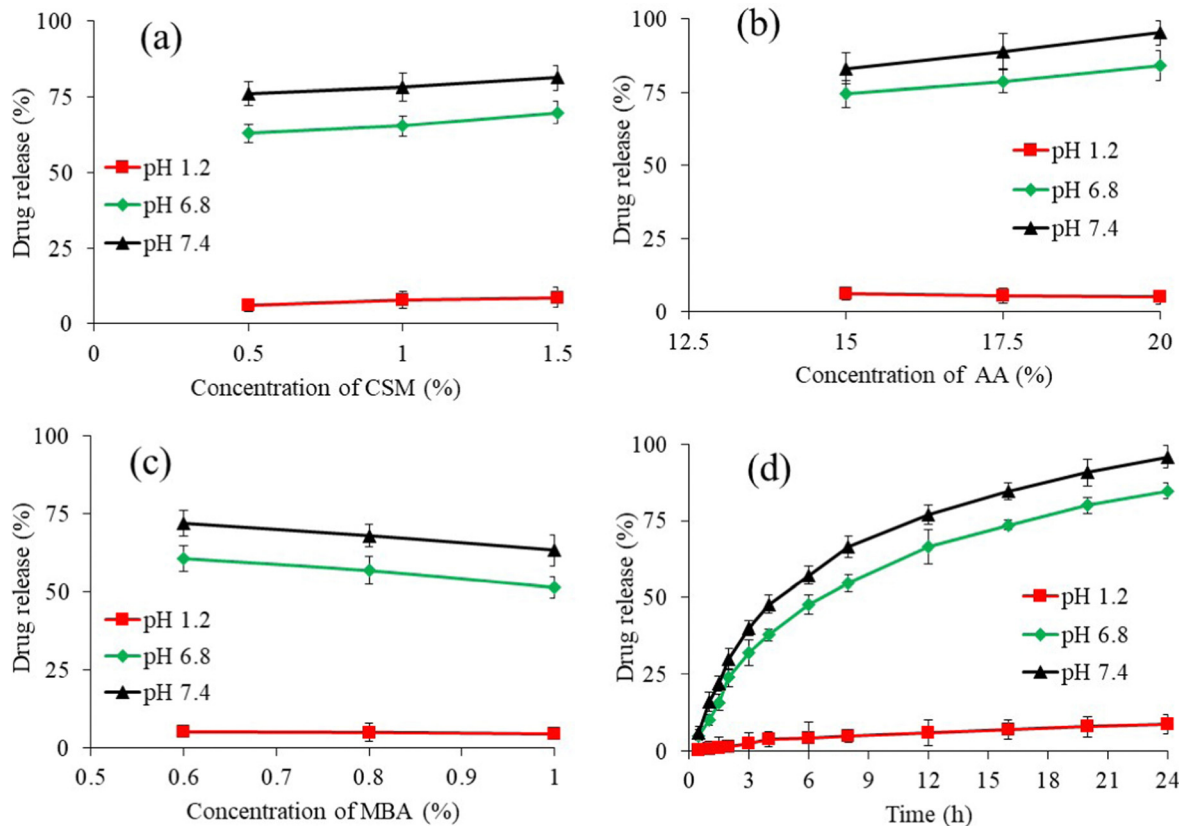 (a)
Drug release (%)
100
75
50
25
0
pH 1.2
pH 6.8
pH 7.4
0
0.5
1
1.5
Concentration of CSM (%)
(b)
Drug release (%)
100
75
50
25
0
pH 1.2
pH 6.8
pH 7.4
12.5
15
17.5
20
Concentration of AA (%)
(c)
Drug release (%)
100
75
50
25
0
pH 1.2
pH 6.8
pH 7.4
0.5
0.6
0.7
0.8
0.9
1
Concentration of MBA (%)
(d)
Drug release (%)
100
75
50
25
0
pH 1.2
pH 6.8
pH 7.4
0
3
6
9
12
15
18
21
24
Time (h)